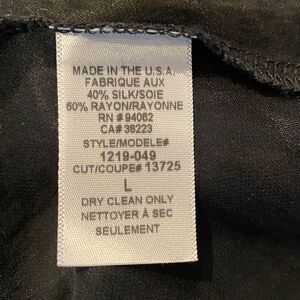 MADE IN THE U.S.A.
FABRIQUE AUX
40% SILK/SOIE
60% RAYON/RAYONNE
RN # 94062
CA# 38223
STYLE/MODELE#
1219-049
CUT/COUPE# 13725
L
DRY CLEAN ONLY
NETTOYER À SEC
SEULEMENT